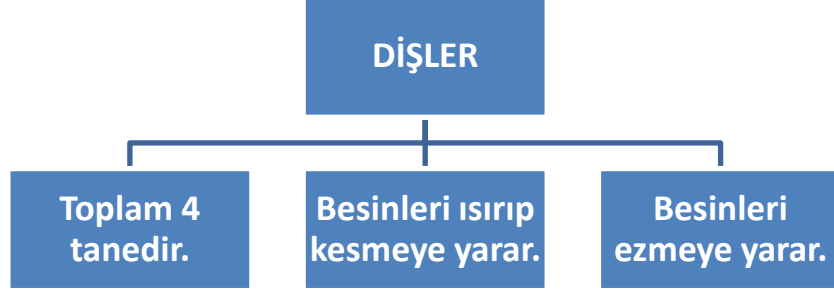 DİŞLER
Toplam 4
tanedir.
Besinleri ısırıp
kesmeye yarar.
Besinleri
ezmeye yarar.